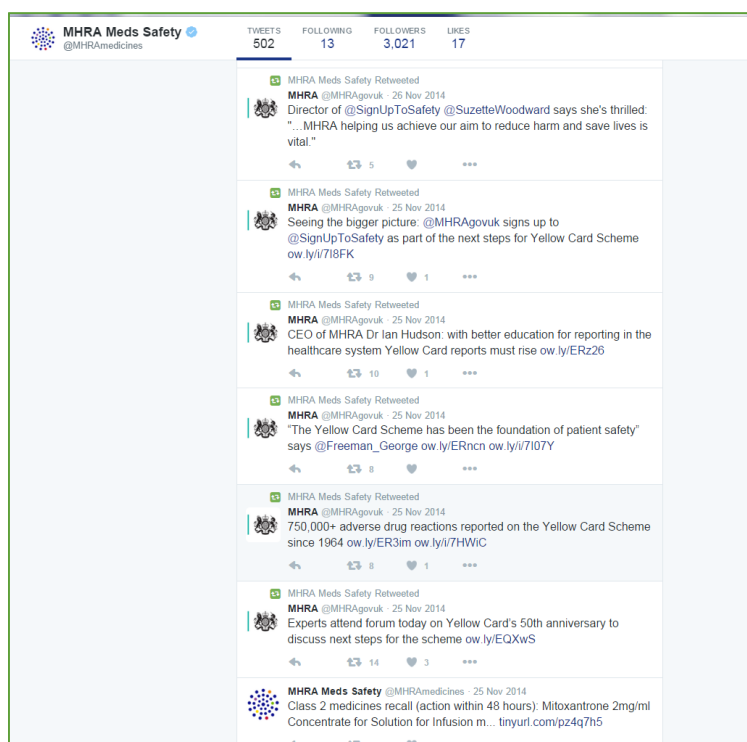 MHRA Meds Safety
@MHRAmedicines
TWEETS
502
FOLLOWING
13
FOLLOWERS
3,021
LIKES
17
MHRA Meds Safety Retweeted
MHRA @MHRAgovuk · 26 Nov 2014
Director of @SignUpToSafety @SuzetteWoodward says she's thrilled:
"...MHRA helping us achieve our aim to reduce harm and save lives is
vital."
5
MHRA Meds Safety Retweeted
MHRA @MHRAgovuk · 25 Nov 2014
Seeing the bigger picture: @MHRAgovuk signs up to
@SignUpToSafety as part of the next steps for Yellow Card Scheme
ow.ly/i/7I8FK
9 1
MHRA Meds Safety Retweeted
MHRA @MHRAgovuk · 25 Nov 2014
CEO of MHRA Dr Ian Hudson: with better education for reporting in the
healthcare system Yellow Card reports must rise ow.ly/ERz26
10 1
MHRA Meds Safety Retweeted
MHRA @MHRAgovuk · 25 Nov 2014
"The Yellow Card Scheme has been the foundation of patient safety"
says @Freeman_George ow.ly/ERncn ow.ly/i/7I07Y
8
MHRA Meds Safety Retweeted
MHRA @MHRAgovuk · 25 Nov 2014
750,000+ adverse drug reactions reported on the Yellow Card Scheme
since 1964 ow.ly/ER3im ow.ly/i/7HWiC
8 1
MHRA Meds Safety Retweeted
MHRA @MHRAgovuk · 25 Nov 2014
Experts attend forum today on Yellow Card's 50th anniversary to
discuss next steps for the scheme ow.ly/EQXwS
14 3
MHRA Meds Safety @MHRAmedicines · 25 Nov 2014
Class 2 medicines recall (action within 48 hours): Mitoxantrone 2mg/ml
Concentrate for Solution for Infusion m... tinyurl.com/pz4q7h5